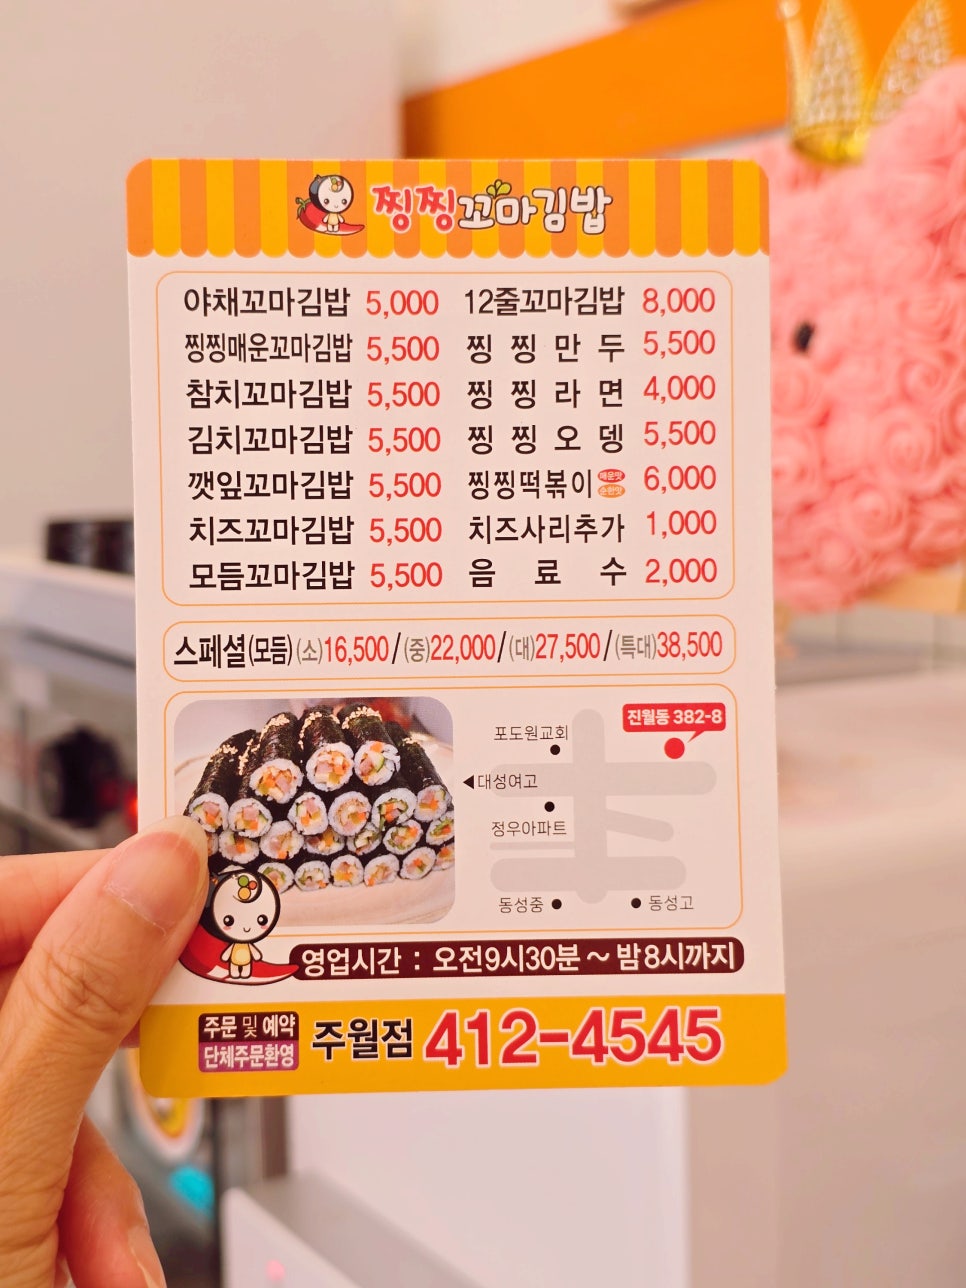 찡찡꼬마김밥
야채꼬마김밥 5,000
찡찡매운꼬마김밥 5,500
참치꼬마김밥 5,500
김치꼬마김밥 5,500
깻잎꼬마김밥 5,500
치즈꼬마김밥 5,500
모듬꼬마김밥 5,500
12줄꼬마김밥 8,000
찡찡만두 5,500
찡찡라면 4,000
찡찡오뎅 5,500
찡찡떡볶이 매운맛 순한맛 6,000
치즈사리추가 1,000
음료수 2,000
스페셜(모듬) (소)16,500/(중)22,000/(대)27,500/(특대)38,500
진월동 382-8
포도원교회
◀대성여고
정우아파트
동성중 ● ● 동성고
영업시간 : 오전9시30분 ~ 밤8시까지
주문 및 예약
단체주문환영
주월점 412-4545